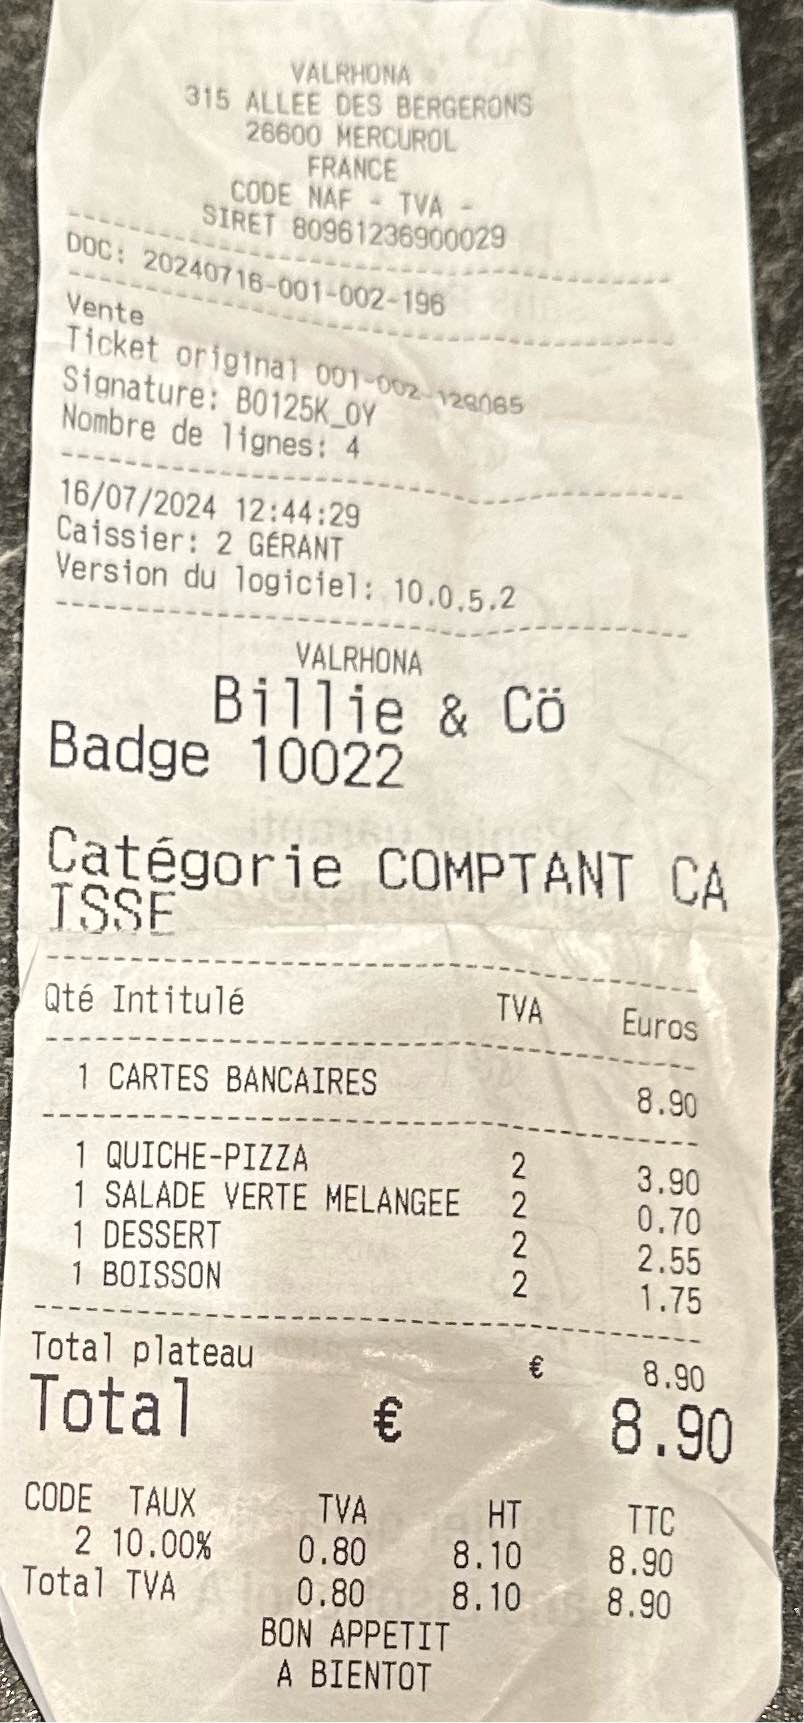 VALRHONA
315 ALLEE DES BERGERONS
26600 MERCUROL
FRANCE
CODE NAF - TVA -
SIRET 80961236900029
DOC: 20240716-001-002-196
Vente
Ticket original 001-002-128085
Signature: BO125K_OY
Nombre de lignes: 4
16/07/2024 12:44:29
Caissier: 2 GÉRANT
Version du logiciel: 10.0.5.2
VALRHONA
Billie & Cö
Badge 10022
Catégorie COMPTANT CA
ISSE
Qté Intitulé TVA Euros
1 CARTES BANCAIRES 8.90
1 QUICHE-PIZZA 2 3.90
1 SALADE VERTE MELANGEE 2 0.70
1 DESSERT 2 2.55
1 BOISSON 2 1.75
Total plateau € 8.90
Total € 8.90
CODE TAUX TVA HT TTC
2 10.00% 0.80 8.10 8.90
Total TVA 0.80 8.10 8.90
BON APPETIT
A BIENTOT